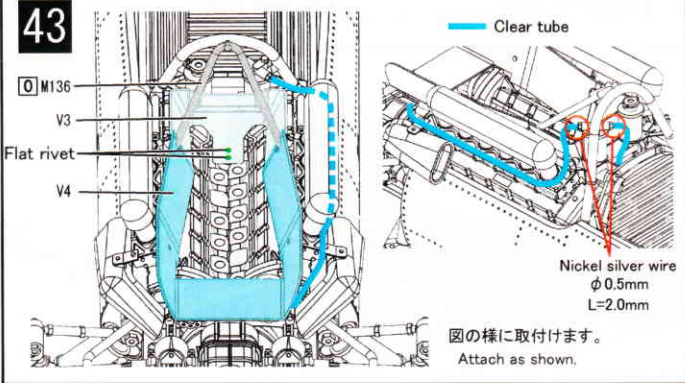 43
Clear tube
0 M136
V3
Flat rivet
V4
Nickel silver wire
φ0.5mm
L=2.0mm
図の様に取付けます。
Attach as shown.